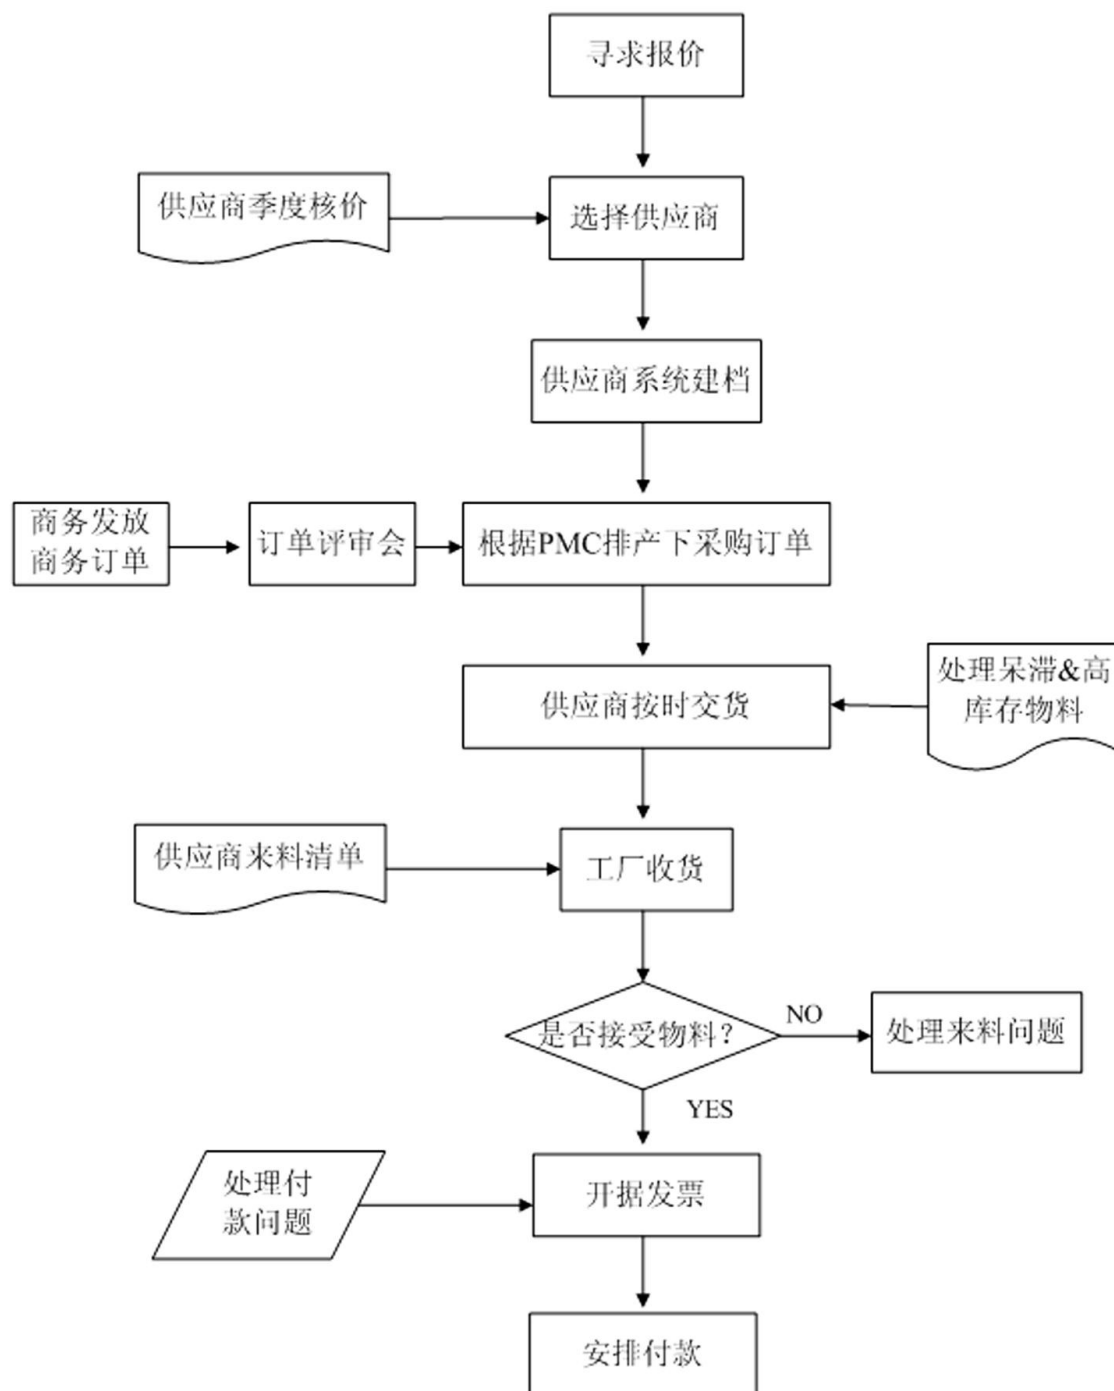 寻求报价
供应商季度核价
选择供应商
供应商系统建档
商务发放
商务订单
订单评审会
根据PMC排产下采购订单
处理呆滞&高
库存物料
供应商按时交货
供应商来料清单
工厂收货
是否接受物料？
NO
处理来料问题
YES
处理付
款问题
开据发票
安排付款